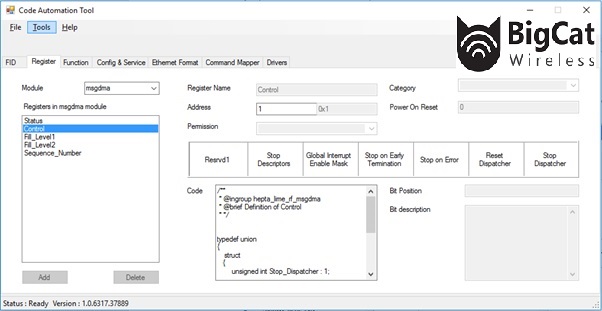 Code Automation Tool
File Tools Help
BigCat
Wireless
FID Register Function Config & Service Ethernet Format Command Mapper Drivers
Module msgdma
Register Name Control
Category
Registers in msgdma module
Address 1 0x1
Power On Reset 0
Status
Control
Fill_Level1
Fill_Level2
Sequence_Number
Permission
Resrvd1
Stop
Descriptors
Global Interrupt
Enable Mask
Stop on Early
Termination
Stop on Error
Reset
Dispatcher
Stop
Dispatcher
Code
/**
* @ingroup hepta_lime_rf_msgdma
* @brief Definition of Control
* */
typedef union
{
struct
{
unsigned int Stop_Dispatcher : 1;
Bit Position
Bit description
Add Delete
Status : Ready Version : 1.0.6317.37889